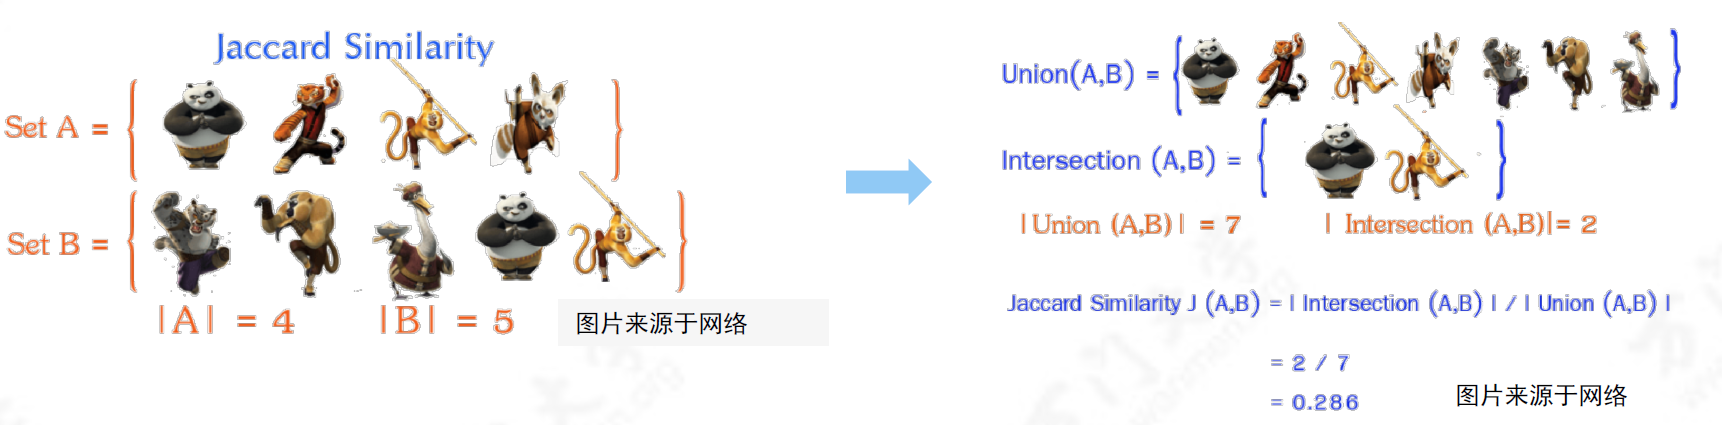 Jaccard Similarity
Set A = {
}
Set B = {
}
|A| = 4
|B| = 5
图片来源于网络
Union(A,B) = {
}
Intersection (A,B) = {
}
|Union (A,B)| = 7
| Intersection (A,B)|= 2
Jaccard Similarity J (A,B) = | Intersection (A,B) | / | Union (A,B) |
= 2 / 7
= 0.286
图片来源于网络